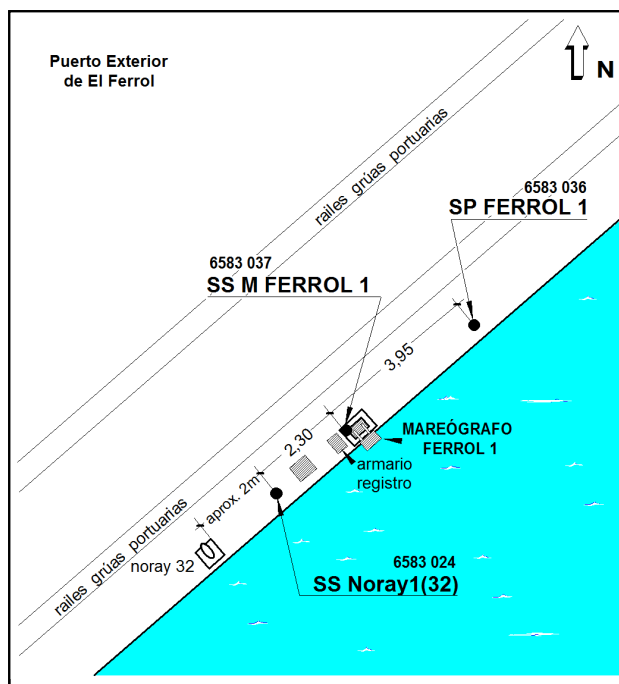 Puerto Exterior
de El Ferrol
N
railes grúas portuarias
6583 036
SP FERROL 1
6583 037
SS M FERROL 1
3,95
MAREÓGRAFO
FERROL 1
2,30
armario
registro
aprox. 2m
noray 32
railes grúas portuarias
6583 024
SS Noray1(32)